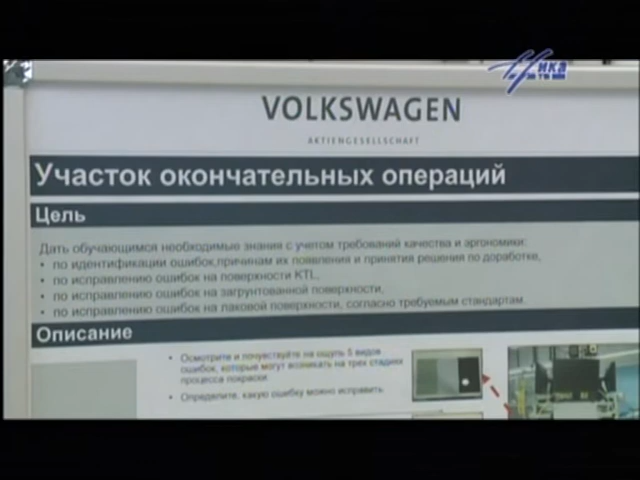 Ника
VOLKSWAGEN
AKTIENGESELLSCHAFT
Участок окончательных операций
Цель
Дать обучающимся необходимые знания с учетом требований качества и эргономики:
• по идентификации ошибок,причинам их появления и принятия решения по доработке,
• по исправлению ошибок на поверхности KTL,
• по исправлению ошибок на загрунтованной поверхности,
• по исправлению ошибок на лаковой поверхности, согласно требуемым стандартам.
Описание
• Осмотрите и почувствуйте на ощупь 5 видов
ошибок, которые могут возникать на трех стадиях
процесса покраски
• Определите, какую ошибку можно исправить